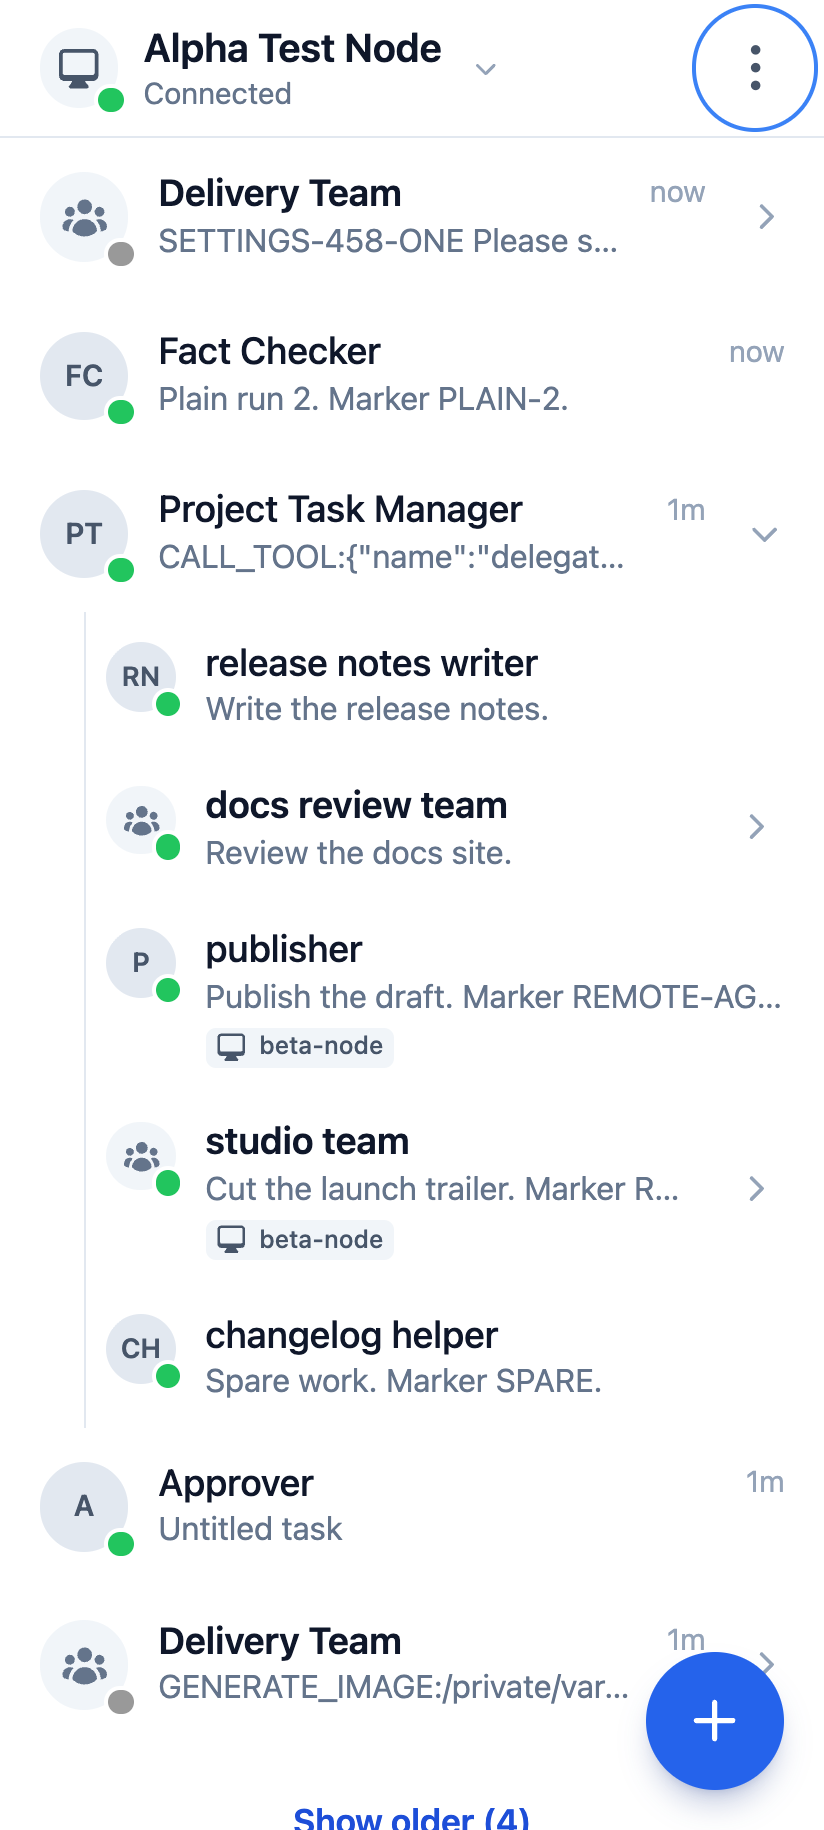 Alpha Test Node
Connected
Delivery Team
now
SETTINGS-458-ONE Please s...
FC
Fact Checker
now
Plain run 2. Marker PLAIN-2.
PT
Project Task Manager
1m
CALL_TOOL:{"name":"delegat...
RN
release notes writer
Write the release notes.
docs review team
Review the docs site.
P
publisher
Publish the draft. Marker REMOTE-AG...
beta-node
studio team
Cut the launch trailer. Marker R...
beta-node
CH
changelog helper
Spare work. Marker SPARE.
A
Approver
1m
Untitled task
Delivery Team
1m
GENERATE_IMAGE:/private/var...
Show older (4)